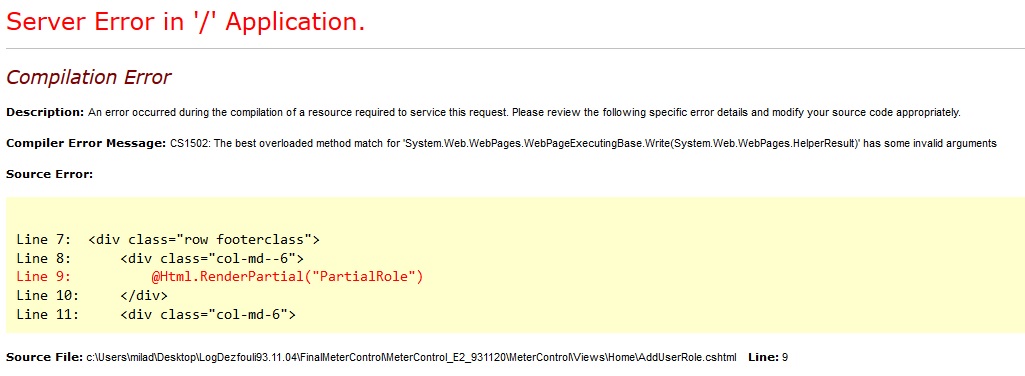 Server Error in '/' Application.
Compilation Error
Description: An error occurred during the compilation of a resource required to service this request. Please review the following specific error details and modify your source code appropriately.
Compiler Error Message: CS1502: The best overloaded method match for 'System.Web.WebPages.WebPageExecutingBase.Write(System.Web.WebPages.HelperResult)' has some invalid arguments
Source Error:
Line 7:  <div class="row footerclass">
Line 8:      <div class="col-md--6">
Line 9:          @Html.RenderPartial("PartialRole")
Line 10:     </div>
Line 11:     <div class="col-md-6">
Source File: c:\Users\milad\Desktop\LogDezfouli93.11.04\FinalMeterControl\MeterControl_E2_931120\MeterControl\Views\Home\AddUserRole.cshtml    Line: 9